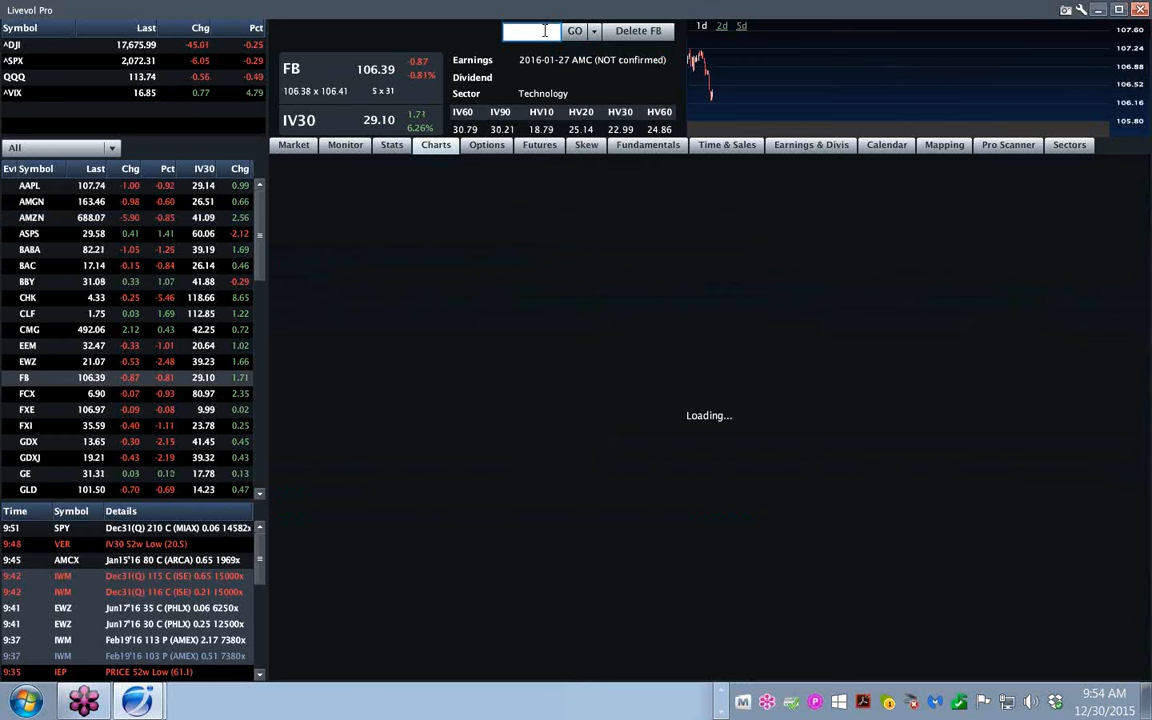 Livevol Pro
Symbol Last Chg Pct
^DJI 17,675.99 -45.01 -0.25
^SPX 2,072.31 -6.05 -0.29
QQQ 113.74 -0.56 -0.49
^VIX 16.85 0.77 4.79
GO Delete FB
FB 106.39 -0.87 -0.81%
106.38 x 106.41 5 x 31
IV30 29.10 1.71 6.26%
Earnings 2016-01-27 AMC (NOT confirmed)
Dividend
Sector Technology
IV60 IV90 HV10 HV20 HV30 HV60
30.79 30.21 18.79 25.14 22.99 24.86
1d 2d 5d
107.60
107.24
106.88
106.52
106.16
105.80
All
Market Monitor Stats Charts Options Futures Skew Fundamentals Time & Sales Earnings & Divis Calendar Mapping Pro Scanner Sectors
Symbol Last Chg Pct IV30 Chg
AAPL 107.74 -1.00 -0.92 29.14 0.99
AMGN 163.46 -0.98 -0.60 26.51 0.66
AMZN 688.07 -5.90 -0.85 41.09 2.56
ASPS 29.58 0.41 1.41 60.06 -2.12
BABA 82.21 -1.05 -1.26 39.19 1.69
BAC 17.14 -0.15 -0.84 26.14 0.46
BBY 31.08 0.33 1.07 41.88 -0.29
CHK 4.33 -0.25 -5.46 118.66 8.65
CLF 1.75 0.03 1.69 112.85 1.22
CMG 492.06 2.12 0.43 42.25 0.72
EEM 32.47 -0.33 -1.01 20.64 1.02
EWZ 21.07 -0.53 -2.48 39.23 1.66
FB 106.39 -0.87 -0.81 29.10 1.71
FCX 6.90 -0.07 -0.93 80.97 2.35
FXE 106.97 -0.09 -0.08 9.99 0.02
FXI 35.59 -0.40 -1.11 23.78 0.25
GDX 13.65 -0.30 -2.15 41.45 0.45
GDXJ 19.21 -0.43 -2.19 39.32 0.43
GE 31.31 0.03 0.10 17.78 0.13
GLD 101.50 -0.70 -0.69 14.23 0.47
Loading...
Time Symbol Details
9:51 SPY Dec31(Q) 210 C (MIAX) 0.06 14582x
9:48 VER IV30 52w Low (20.5)
9:45 AMCX Jan15'16 80 C (ARCA) 0.65 1969x
9:42 IWM Dec31(Q) 115 C (ISE) 0.65 15000x
9:42 IWM Dec31(Q) 116 C (ISE) 0.21 15000x
9:41 EWZ Jun17'16 35 C (PHLX) 0.06 6250x
9:41 EWZ Jun17'16 30 C (PHLX) 0.25 12500x
9:37 IWM Feb19'16 113 P (AMEX) 2.17 7380x
9:37 IWM Feb19'16 103 P (AMEX) 0.51 7380x
9:35 IEP PRICE 52w Low (61.1)
9:54 AM
12/30/2015